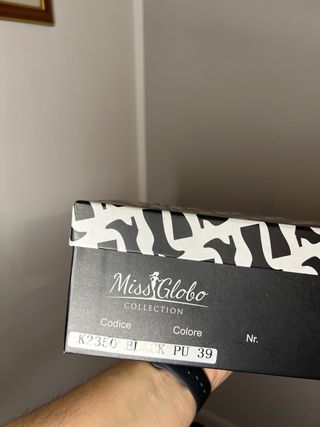 Miss Globo
COLLECTION
Codice Colore Nr.
K2350 BLACK PU 39